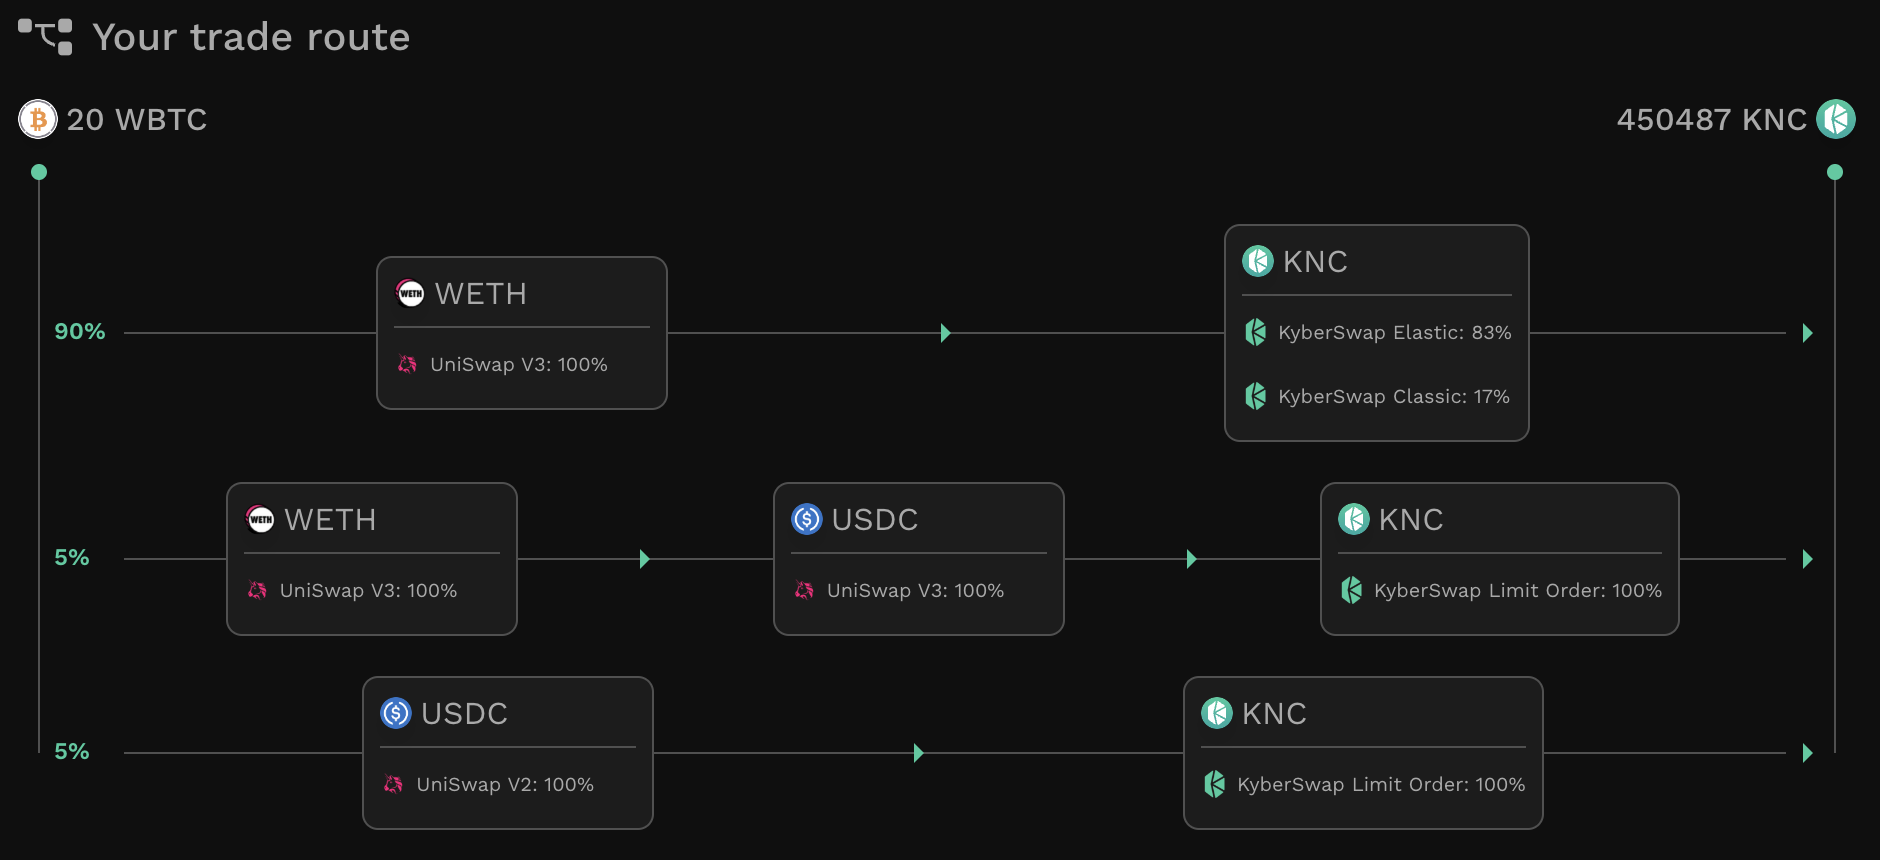 Your trade route
20 WBTC
450487 KNC
90%
WETH
WETH
UniSwap V3: 100%
KNC
KyberSwap Elastic: 83%
KyberSwap Classic: 17%
5%
WETH
WETH
UniSwap V3: 100%
USDC
UniSwap V3: 100%
KNC
KyberSwap Limit Order: 100%
5%
USDC
UniSwap V2: 100%
KNC
KyberSwap Limit Order: 100%